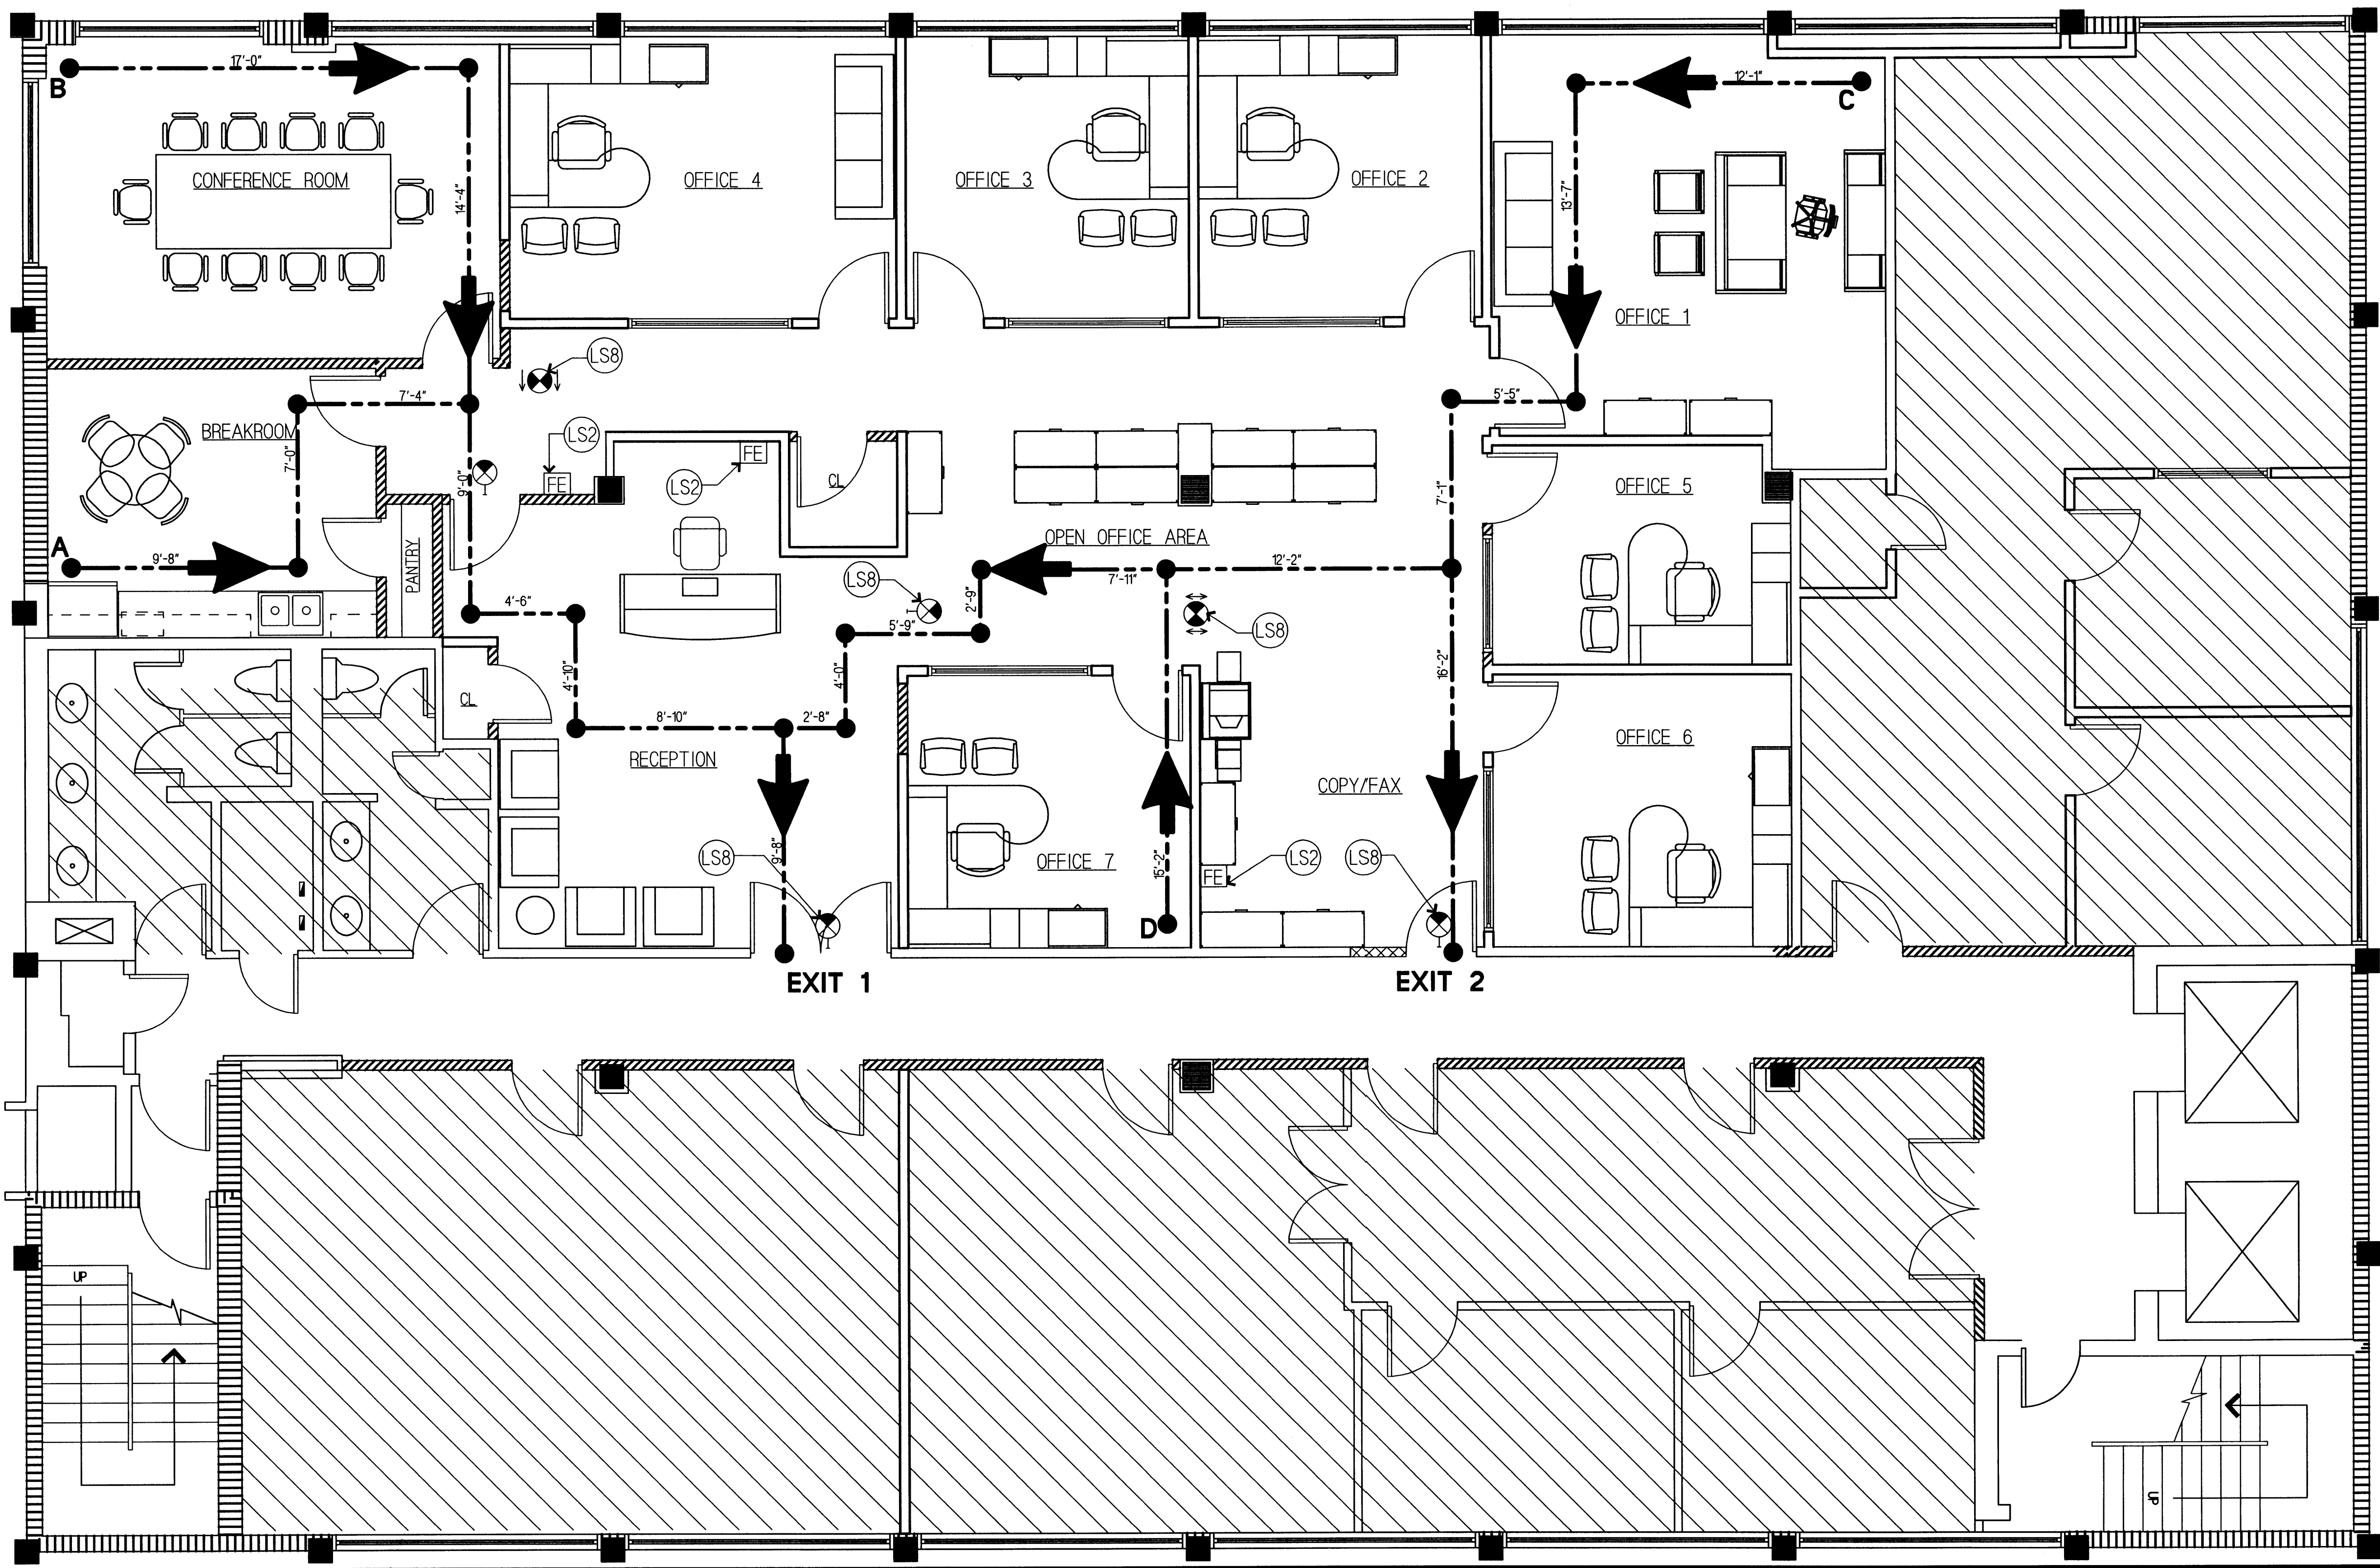 17'-0"
B
12'-1"
C
CONFERENCE ROOM
OFFICE 4
OFFICE 3
OFFICE 2
14'-4"
13'-7"
OFFICE 1
LS8
7'-4"
5'-5"
BREAKROOM
7'-0"
LS2
FE
LS2
FE
9'-0"
CL
7'-1"
OFFICE 5
A
9'-8"
PANTRY
OPEN OFFICE AREA
7'-11"
12'-2"
LS8
2'-9"
4'-6"
5'-9"
LS8
4'-10"
4'-0"
16'-2"
CL
8'-10"
2'-8"
RECEPTION
OFFICE 6
COPY/FAX
LS8
9'-8"
OFFICE 7
15'-2"
LS2
LS8
FE
D
EXIT 1
EXIT 2
UP
UP